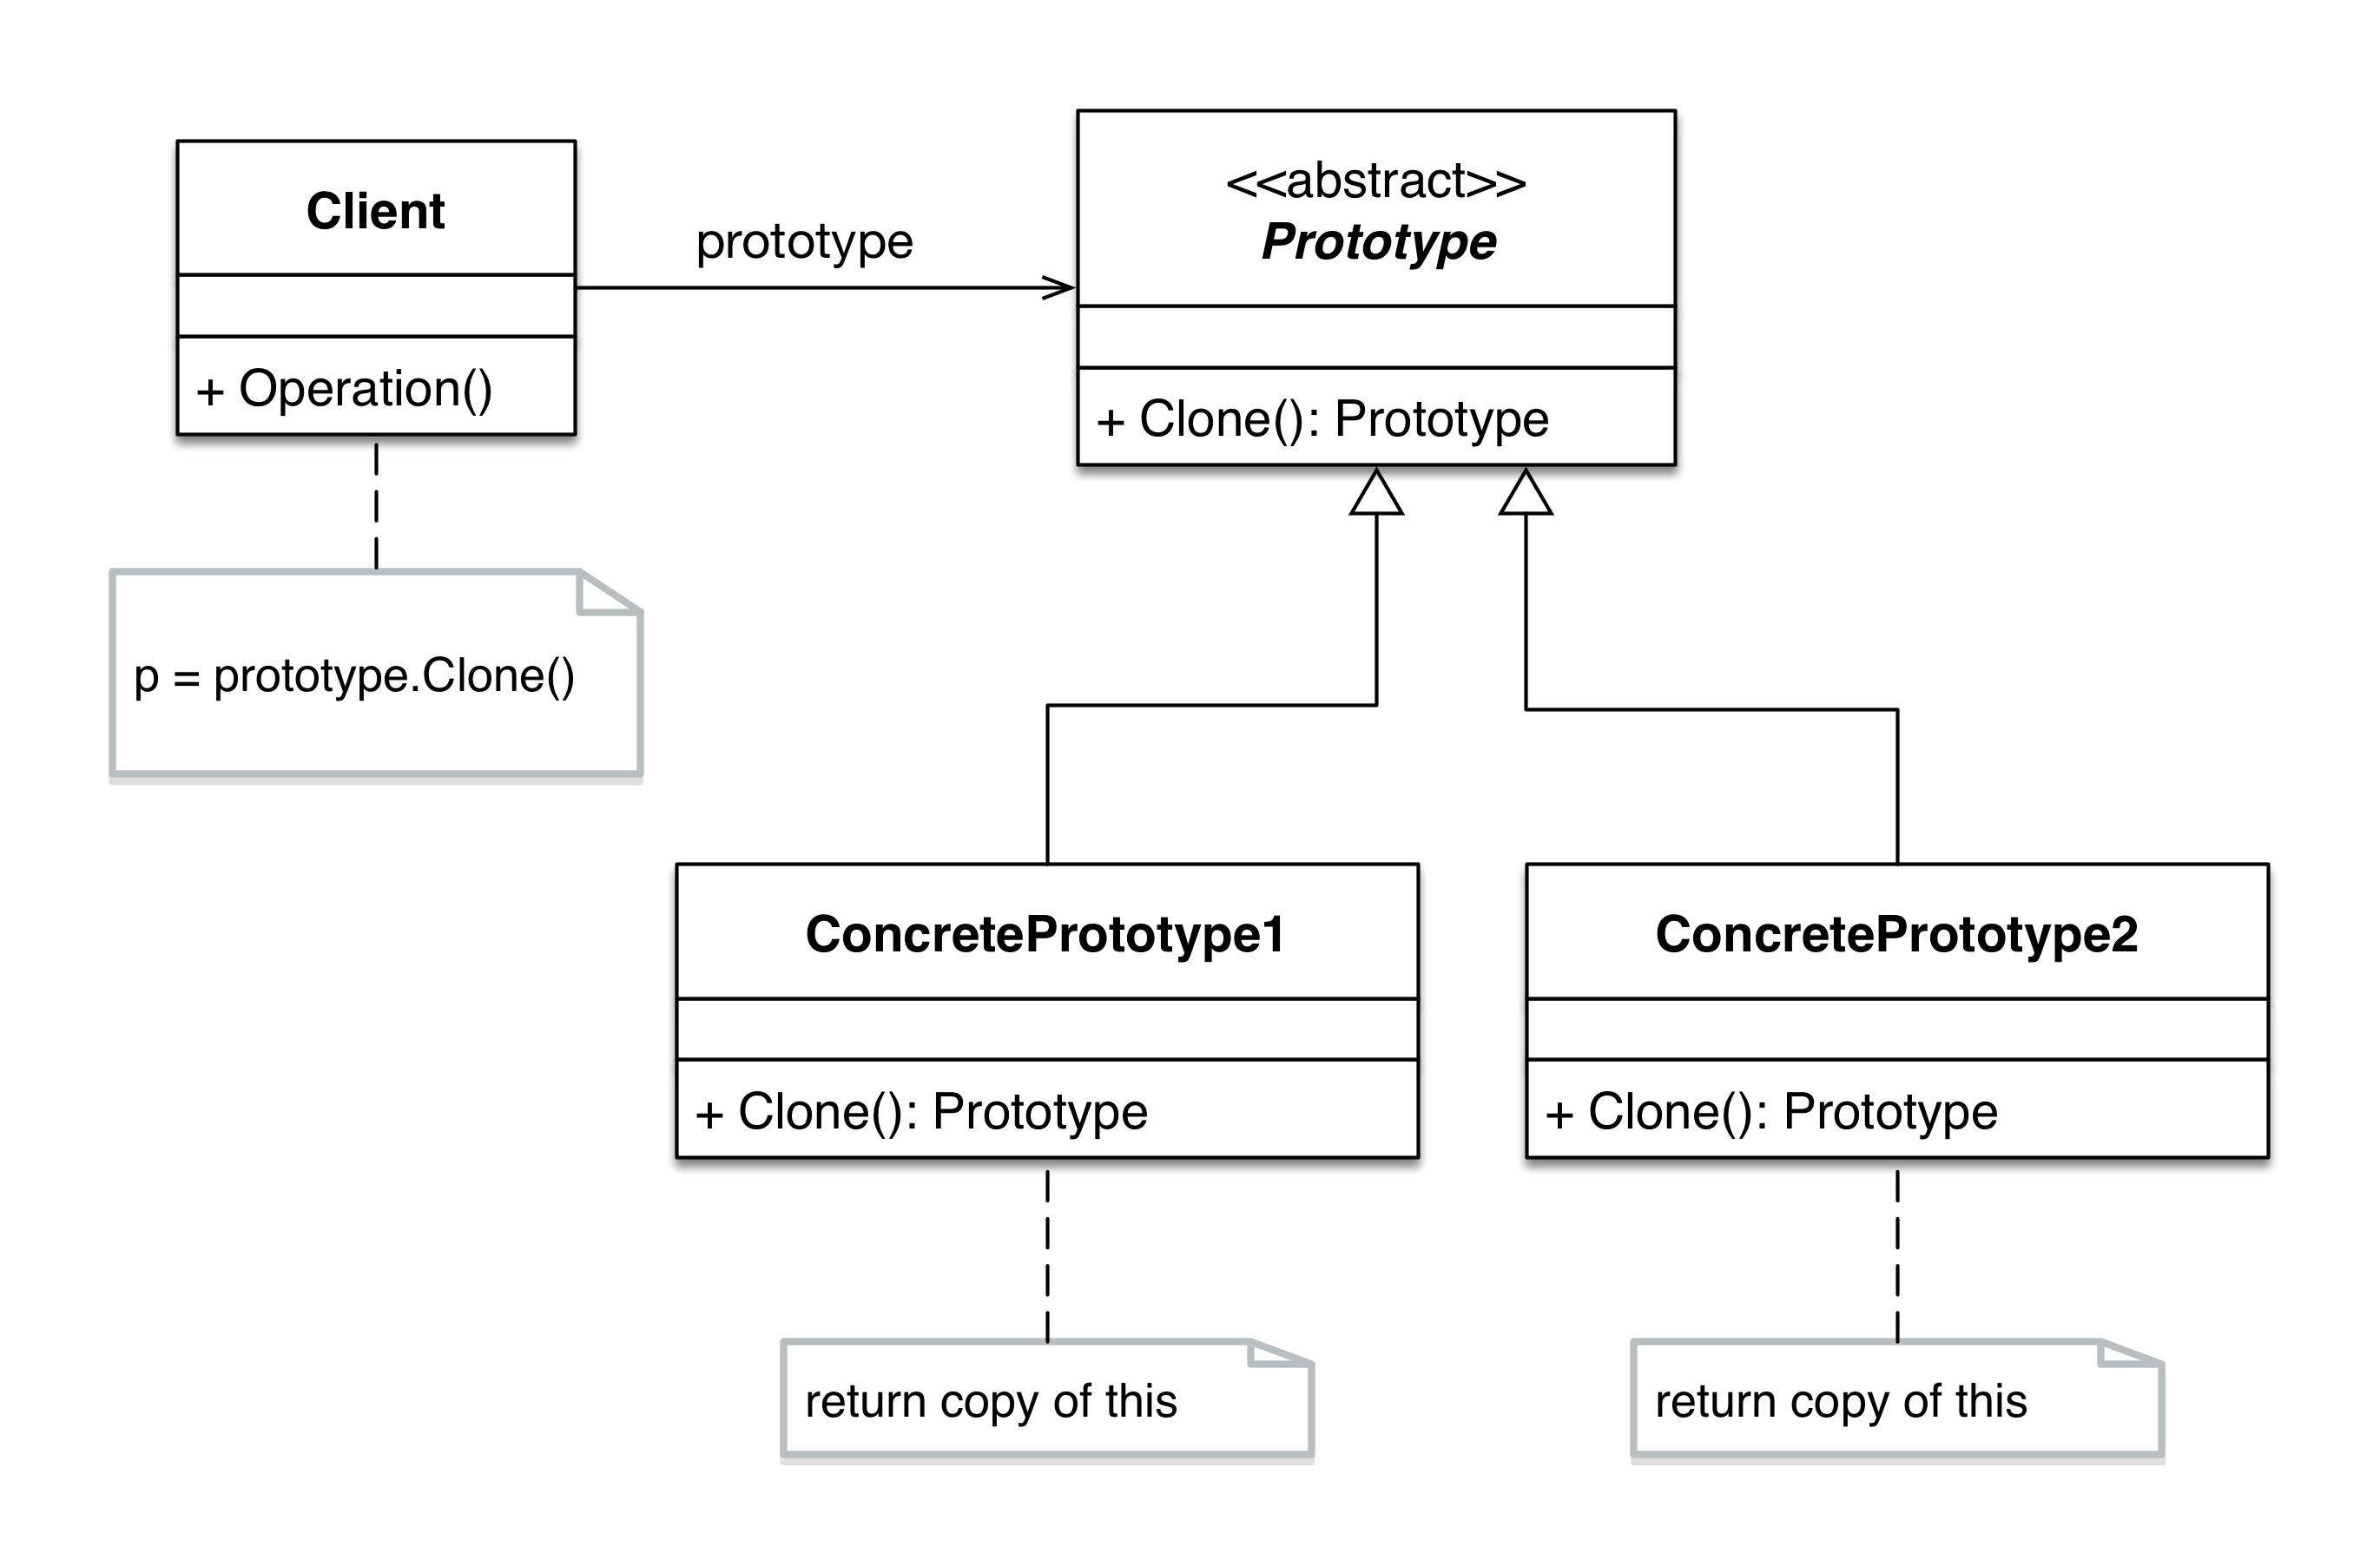 Client
+ Operation()
prototype
<<abstract>>
Prototype
+ Clone(): Prototype
p = prototype.Clone()
ConcretePrototype1
+ Clone(): Prototype
ConcretePrototype2
+ Clone(): Prototype
return copy of this
return copy of this